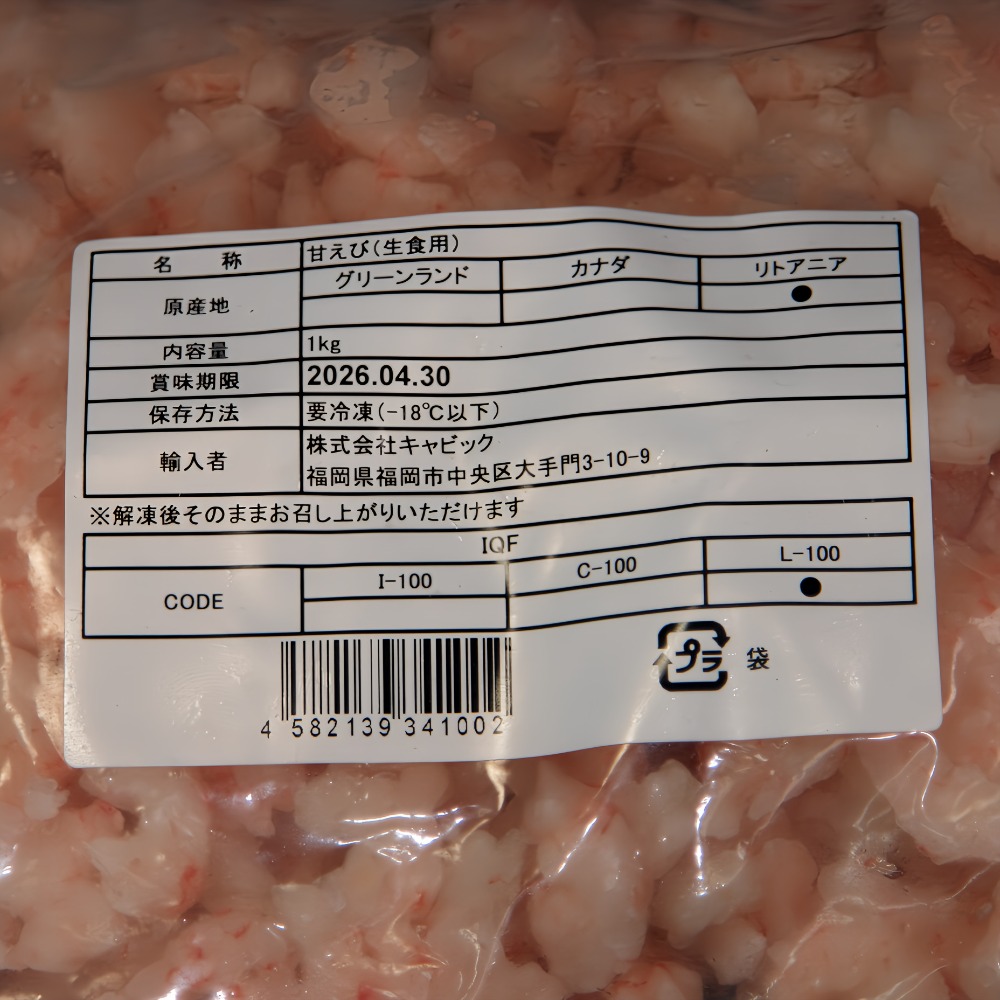 名 称 甘えび(生食用)
原産地 グリーンランド カナダ リトアニア
●
内容量 1kg
賞味期限 2026.04.30
保存方法 要冷凍(-18℃以下)
輸入者 株式会社キャビック
福岡県福岡市中央区大手門3-10-9
※解凍後そのままお召し上がりいただけます
IQF
CODE I-100 C-100 L-100
●
4 582139 341002
プラ 袋